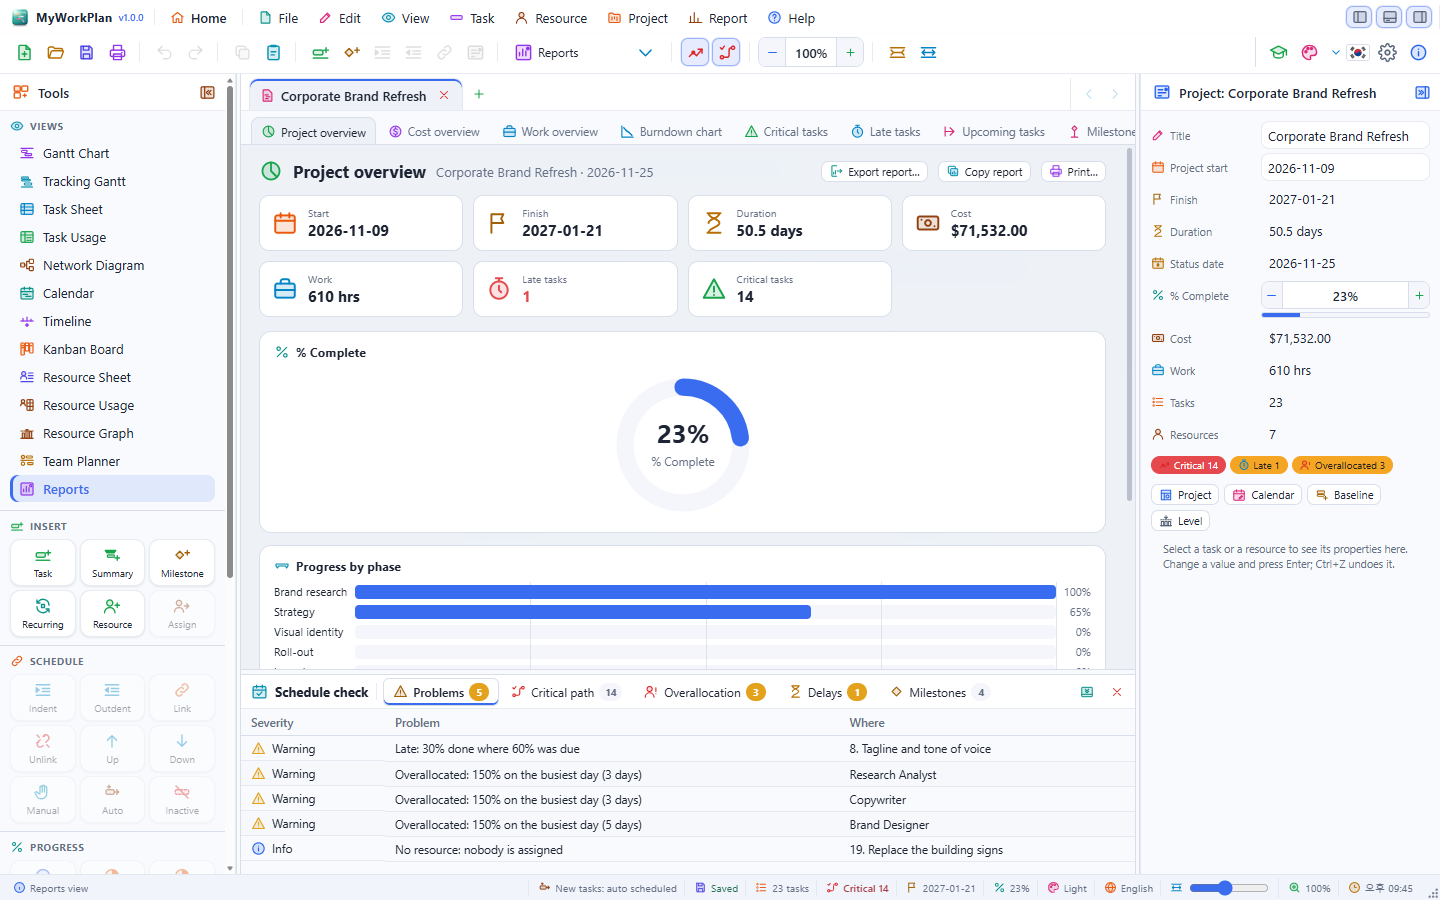 MyWorkPlan v1.0.0 Home File Edit View Task Resource Project Report Help
Reports 100%
Tools
VIEWS
Gantt Chart
Tracking Gantt
Task Sheet
Task Usage
Network Diagram
Calendar
Timeline
Kanban Board
Resource Sheet
Resource Usage
Resource Graph
Team Planner
Reports
INSERT
Task Summary Milestone
Recurring Resource Assign
SCHEDULE
Indent Outdent Link
Unlink Up Down
Manual Auto Inactive
PROGRESS
Corporate Brand Refresh
Project overview Cost overview Work overview Burndown chart Critical tasks Late tasks Upcoming tasks Milestone
Project overview Corporate Brand Refresh · 2026-11-25 Export report... Copy report Print...
Start
2026-11-09
Finish
2027-01-21
Duration
50.5 days
Cost
$71,532.00
Work
610 hrs
Late tasks
1
Critical tasks
14
% Complete
23%
% Complete
Progress by phase
Brand research 100%
Strategy 65%
Visual identity 0%
Roll-out 0%
Schedule check Problems 5 Critical path 14 Overallocation 3 Delays 1 Milestones 4
Severity Problem Where
Warning Late: 30% done where 60% was due 8. Tagline and tone of voice
Warning Overallocated: 150% on the busiest day (3 days) Research Analyst
Warning Overallocated: 150% on the busiest day (3 days) Copywriter
Warning Overallocated: 150% on the busiest day (5 days) Brand Designer
Info No resource: nobody is assigned 19. Replace the building signs
Project: Corporate Brand Refresh
Title Corporate Brand Refresh
Project start 2026-11-09
Finish 2027-01-21
Duration 50.5 days
Status date 2026-11-25
% Complete 23%
Cost $71,532.00
Work 610 hrs
Tasks 23
Resources 7
Critical 14 Late 1 Overallocated 3
Project Calendar Baseline
Level
Select a task or a resource to see its properties here.
Change a value and press Enter; Ctrl+Z undoes it.
Reports view New tasks: auto scheduled Saved 23 tasks Critical 14 2027-01-21 23% Light English 100% 오후 09:45